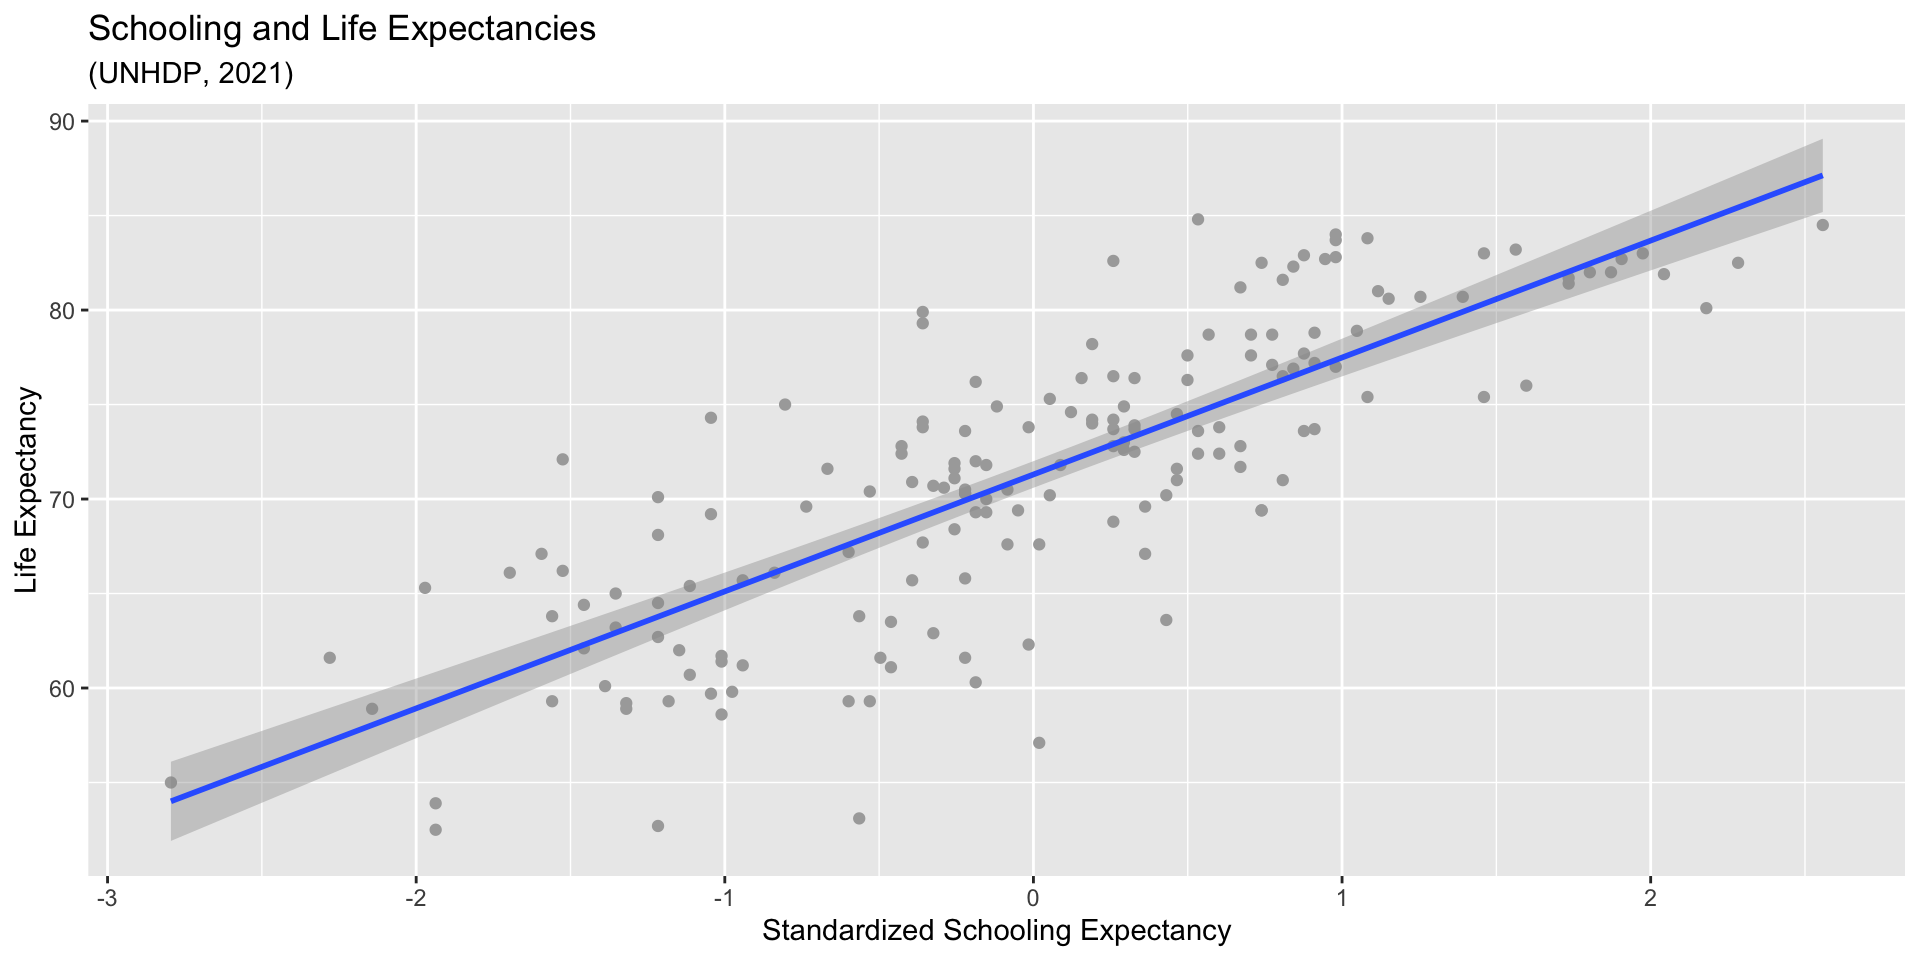 Schooling and Life Expectancies
(UNHDP, 2021)
90
80
70
60
Life Expectancy
-3 -2 -1 0 1 2
Standardized Schooling Expectancy